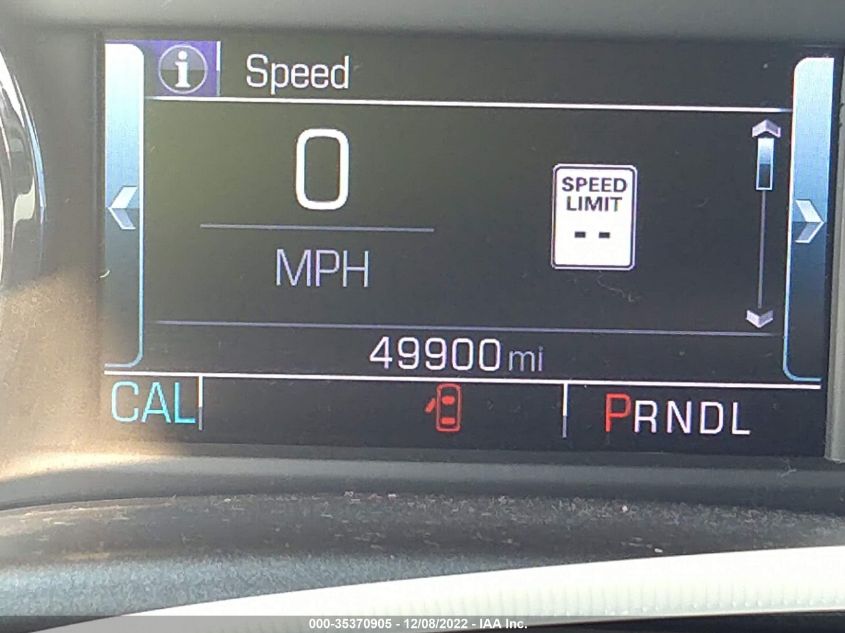 i Speed
0
MPH
SPEED
LIMIT
--
49900 mi
CAL
PRNDL
000-35370905 - 12/08/2022 - IAA Inc.